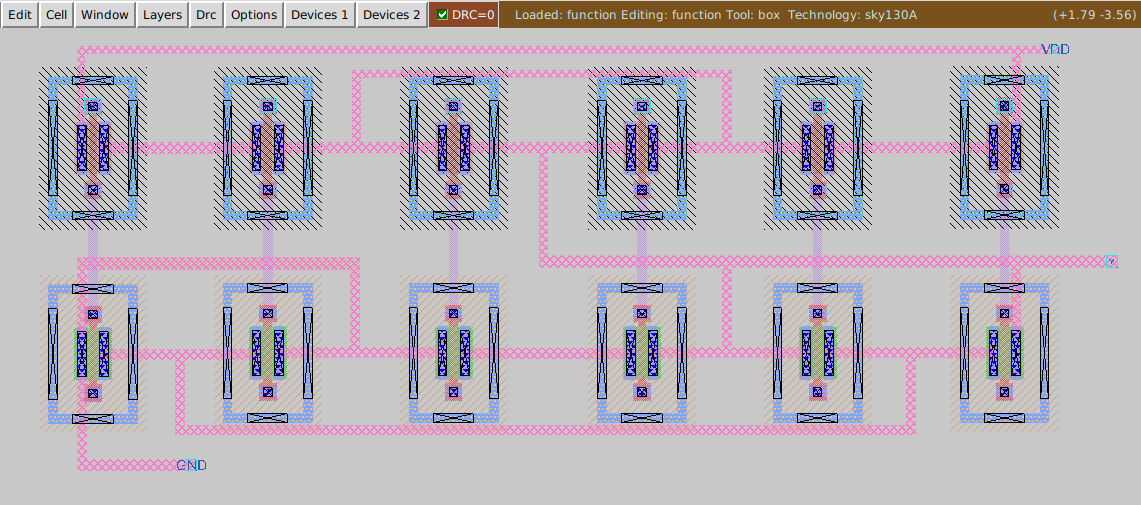 Edit Cell Window Layers Drc Options Devices 1 Devices 2 DRC=0 Loaded: function Editing: function Tool: box Technology: sky130A (+1.79 -3.56)
VDD
Y
GND